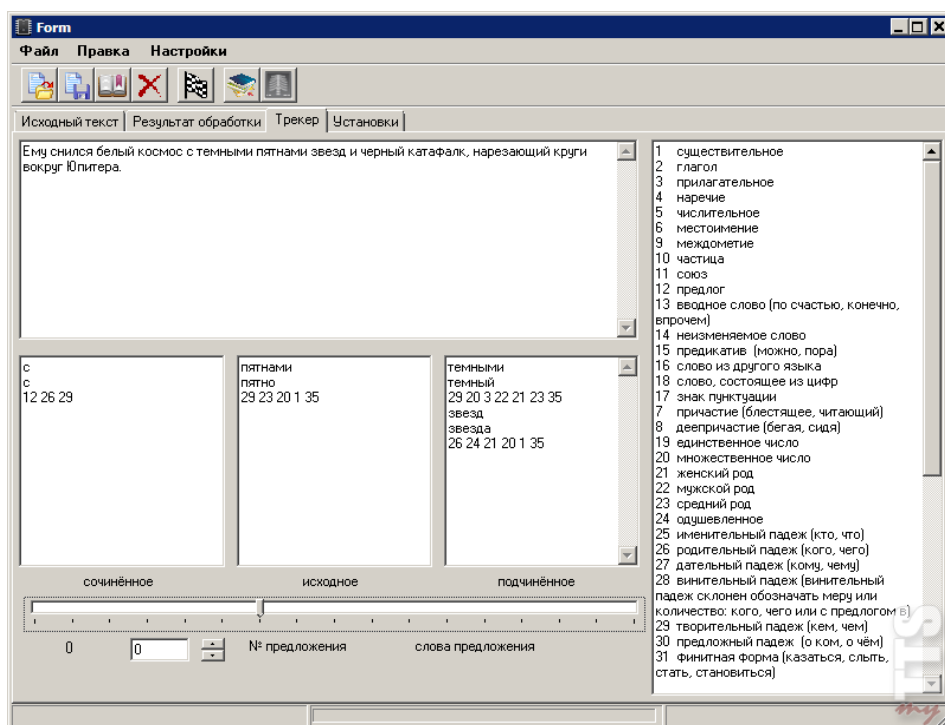 Form
Файл Правка Настройки
Исходный текст Результат обработки Трекер Установки
Ему снился белый космос с темными пятнами звезд и черный катафалк, нарезающий круги
вокруг Юпитера.
с
с
12 26 29
пятнами
пятно
29 23 20 1 35
темными
темный
29 20 3 22 21 23 35
звезд
звезда
26 24 21 20 1 35
сочинённое исходное подчинённое
0 0 № предложения слова предложения
1 существительное
2 глагол
3 прилагательное
4 наречие
5 числительное
6 местоимение
9 междометие
10 частица
11 союз
12 предлог
13 вводное слово (по счастью, конечно,
впрочем)
14 неизменяемое слово
15 предикатив (можно, пора)
16 слово из другого языка
18 слово, состоящее из цифр
17 знак пунктуации
7 причастие (блестящее, читающий)
8 деепричастие (бегая, сидя)
19 единственное число
20 множественное число
21 женский род
22 мужской род
23 средний род
24 одушевленное
25 именительный падеж (кто, что)
26 родительный падеж (кого, чего)
27 дательный падеж (кому, чему)
28 винительный падеж (винительный
падеж склонен обозначать меру или
количество: кого, чего или с предлогом в)
29 творительный падеж (кем, чем)
30 предложный падеж (о ком, о чём)
31 финитная форма (казаться, слыть,
стать, становиться)
my